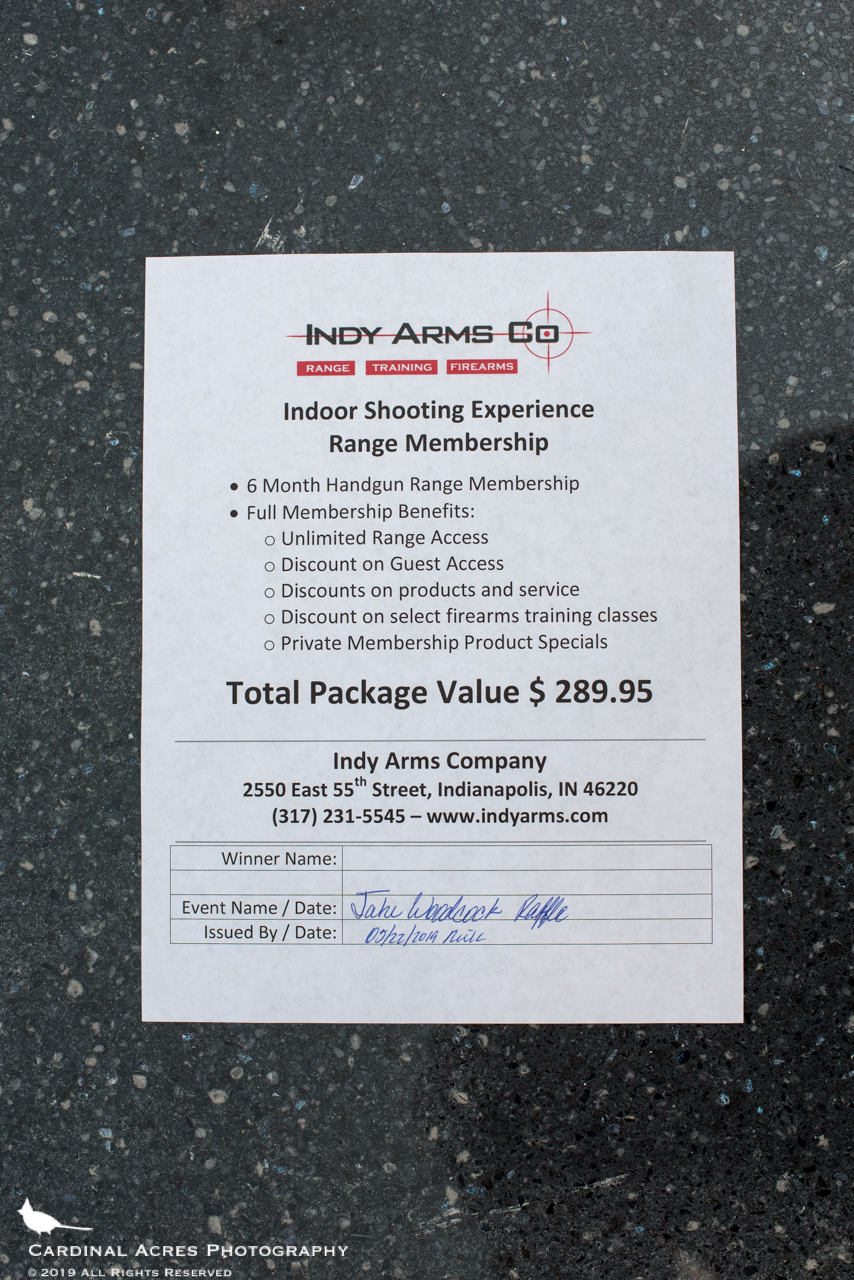 INDY ARMS CO
RANGE TRAINING FIREARMS
Indoor Shooting Experience
Range Membership
• 6 Month Handgun Range Membership
• Full Membership Benefits:
o Unlimited Range Access
o Discount on Guest Access
o Discounts on products and service
o Discount on select firearms training classes
o Private Membership Product Specials
Total Package Value $ 289.95
Indy Arms Company
2550 East 55th Street, Indianapolis, IN 46220
(317) 231-5545 – www.indyarms.com
Winner Name:
Event Name / Date: Jake Woodcock Raffle
Issued By / Date: 05/22/2019
CARDINAL ACRES PHOTOGRAPHY
© 2019 ALL RIGHTS RESERVED